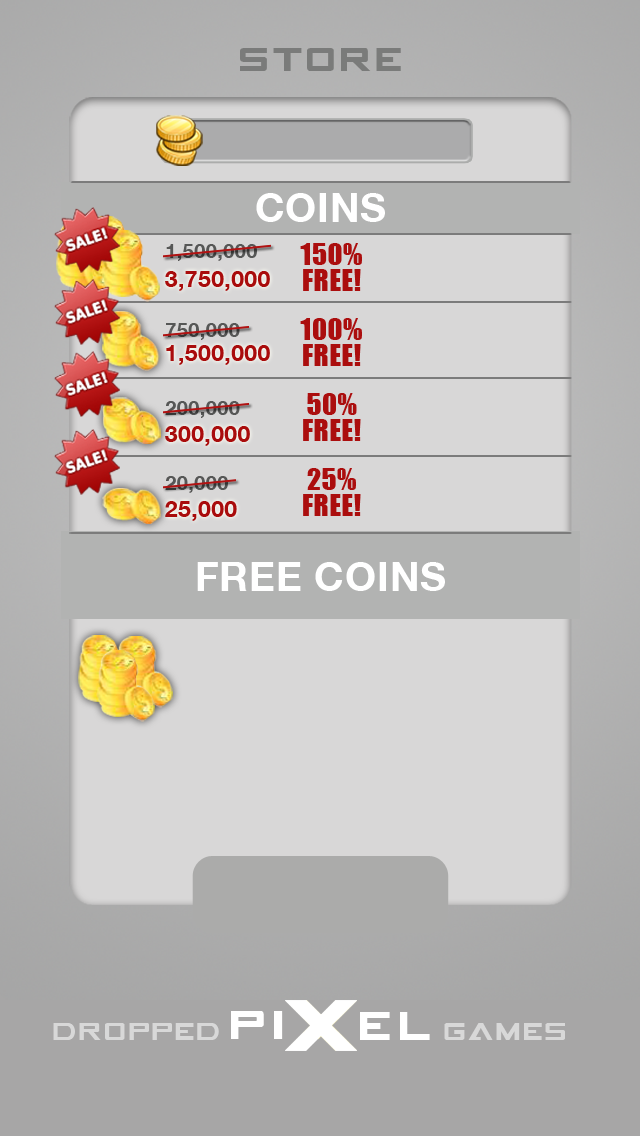 STORE
COINS
SALE!
1,500,000
3,750,000
150%
FREE!
SALE!
750,000
1,500,000
100%
FREE!
SALE!
200,000
300,000
50%
FREE!
SALE!
20,000
25,000
25%
FREE!
FREE COINS
DROPPED PIXEL GAMES